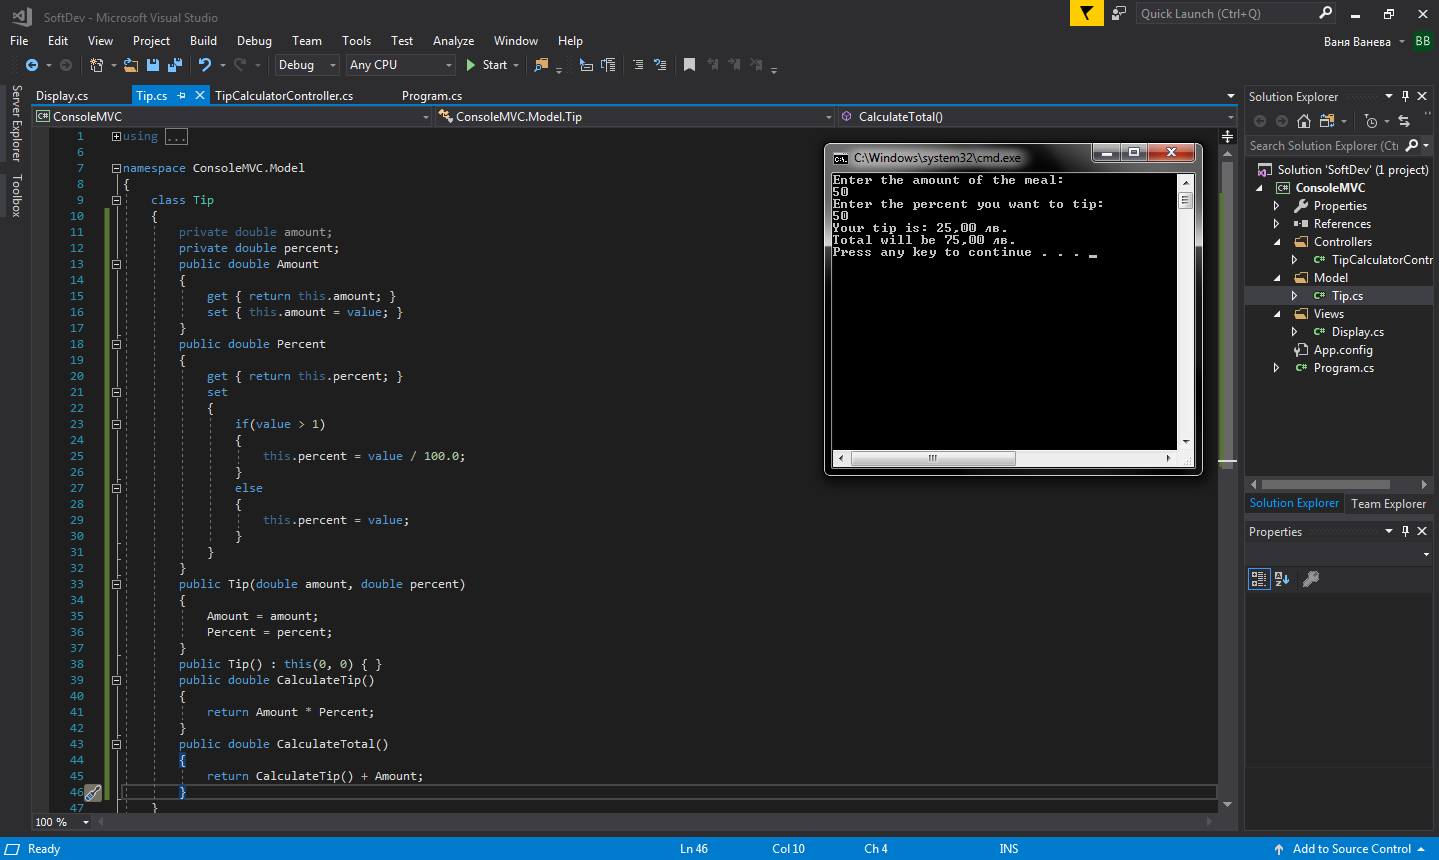 SoftDev - Microsoft Visual Studio
Quick Launch (Ctrl+Q)
File Edit View Project Build Debug Team Tools Test Analyze Window Help
Ваня Ванева
ВВ
Debug Any CPU Start
Server Explorer
Toolbox
Display.cs Tip.cs TipCalculatorController.cs Program.cs
ConsoleMVC ConsoleMVC.Model.Tip CalculateTotal()
1 using ...
6
7 namespace ConsoleMVC.Model
8 {
9 class Tip
10 {
11 private double amount;
12 private double percent;
13 public double Amount
14 {
15 get { return this.amount; }
16 set { this.amount = value; }
17 }
18 public double Percent
19 {
20 get { return this.percent; }
21 set
22 {
23 if(value > 1)
24 {
25 this.percent = value / 100.0;
26 }
27 else
28 {
29 this.percent = value;
30 }
31 }
32 }
33 public Tip(double amount, double percent)
34 {
35 Amount = amount;
36 Percent = percent;
37 }
38 public Tip() : this(0, 0) { }
39 public double CalculateTip()
40 {
41 return Amount * Percent;
42 }
43 public double CalculateTotal()
44 {
45 return CalculateTip() + Amount;
46 }
47 }
100 %
C:\Windows\system32\cmd.exe
Enter the amount of the meal:
50
Enter the percent you want to tip:
50
Your tip is: 25,00 лв.
Total will be 75,00 лв.
Press any key to continue . . . _
Solution Explorer
Search Solution Explorer (Ctr
Solution 'SoftDev' (1 project)
C# ConsoleMVC
Properties
References
Controllers
C# TipCalculatorContr
Model
C# Tip.cs
Views
C# Display.cs
App.config
C# Program.cs
Solution Explorer Team Explorer
Properties
Ready Ln 46 Col 10 Ch 4 INS Add to Source Control